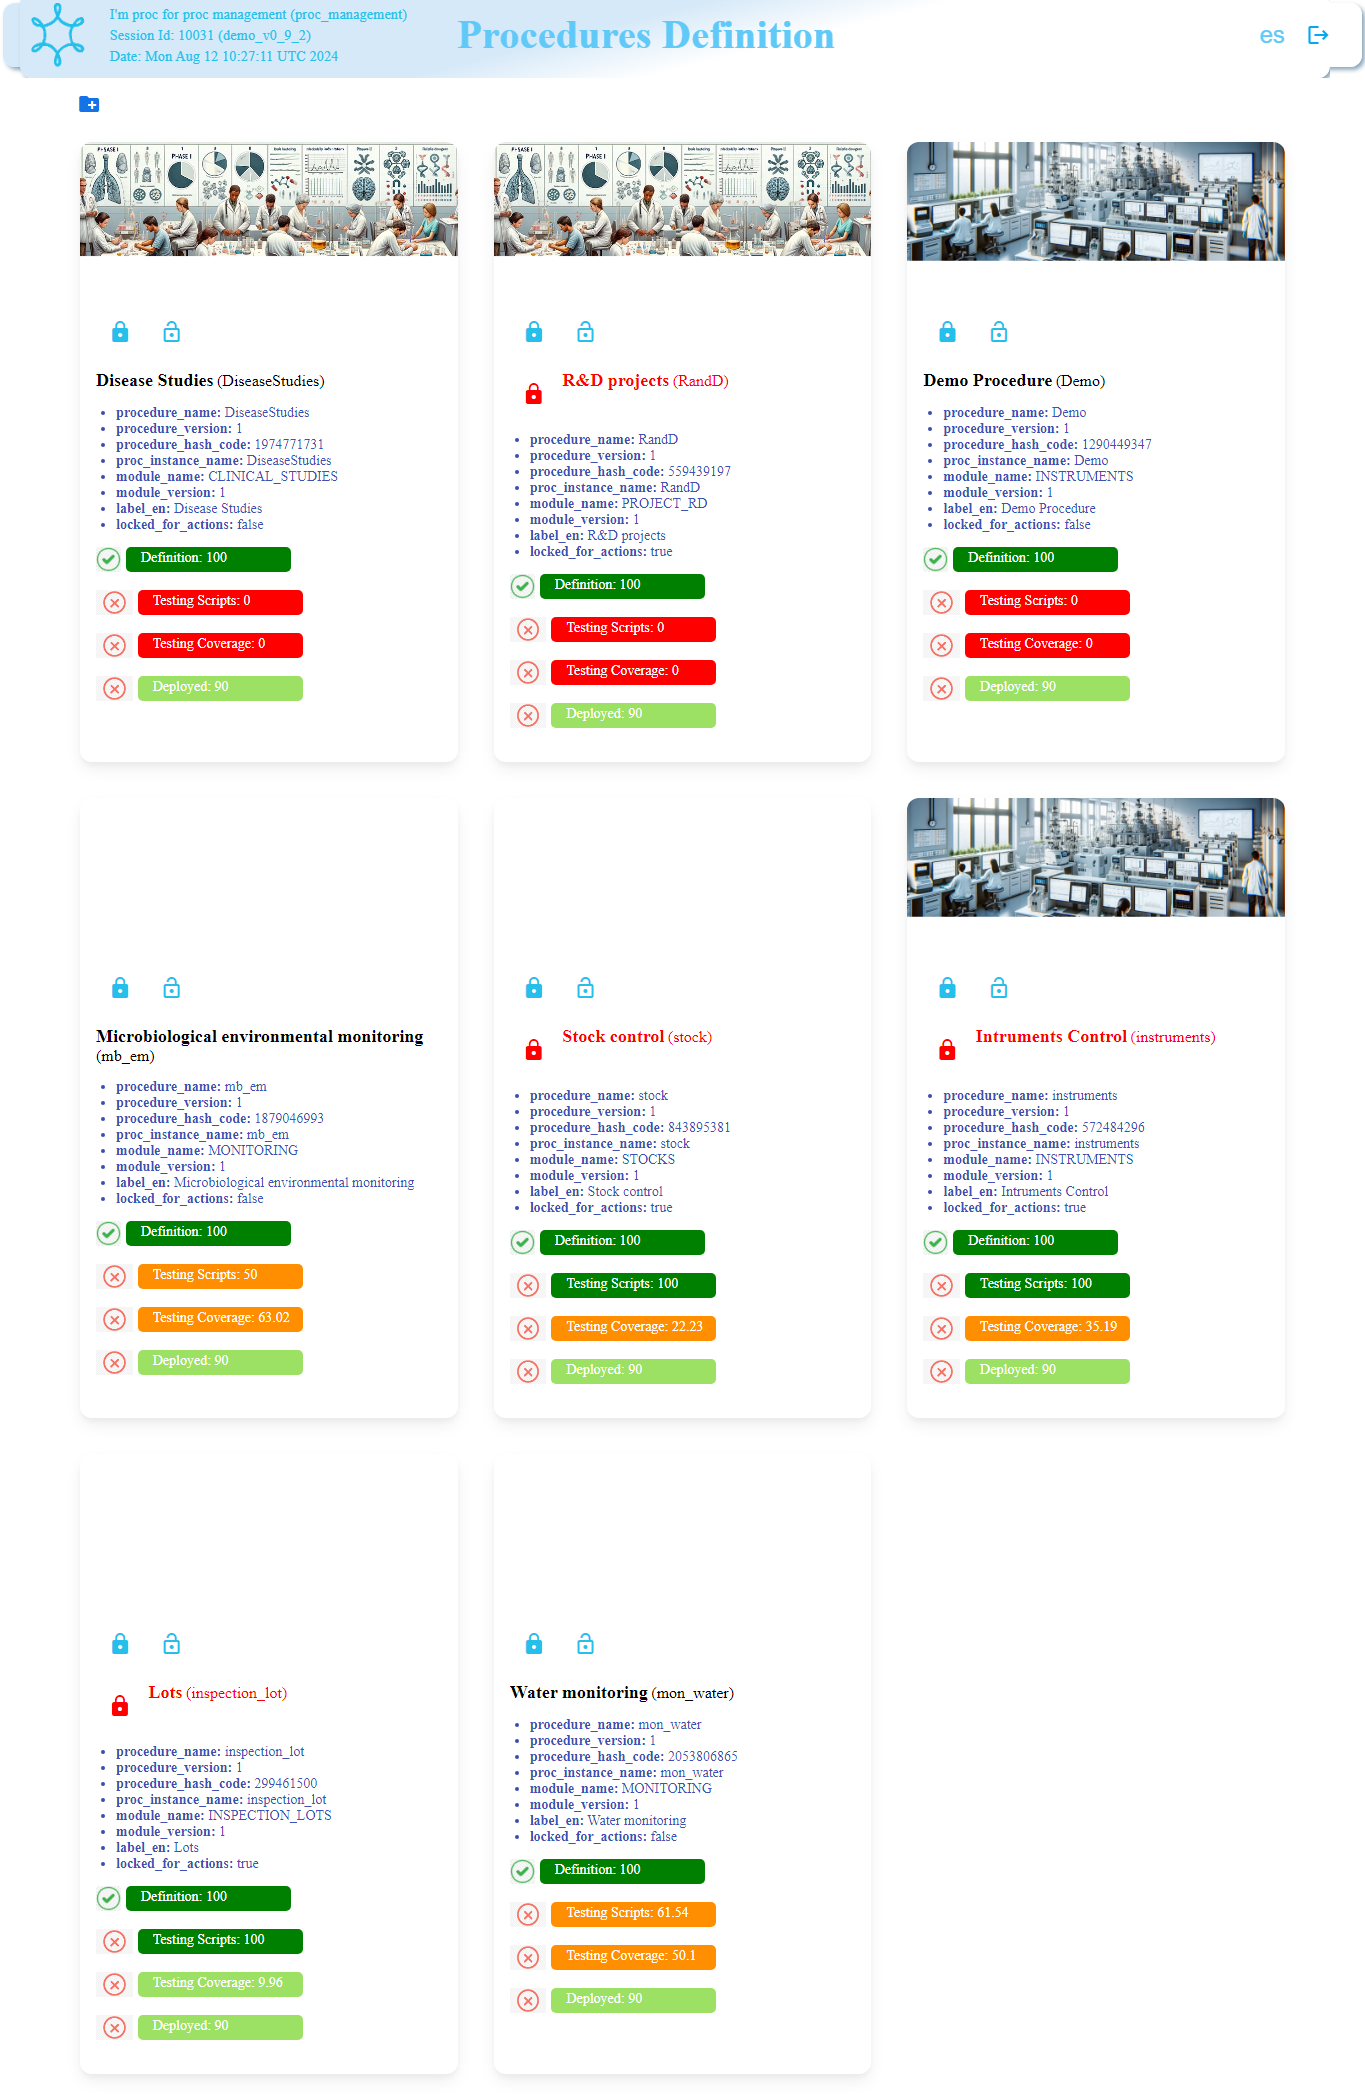 I'm proc for proc management (proc_management)
Session Id: 10031 (demo_v0_9_2)
Date: Mon Aug 12 10:27:11 UTC 2024
Procedures Definition
es
Disease Studies (DiseaseStudies)
procedure_name: DiseaseStudies
procedure_version: 1
procedure_hash_code: 1974771731
proc_instance_name: DiseaseStudies
module_name: CLINICAL_STUDIES
module_version: 1
label_en: Disease Studies
locked_for_actions: false
Definition: 100
Testing Scripts: 0
Testing Coverage: 0
Deployed: 90
R&D projects (RandD)
procedure_name: RandD
procedure_version: 1
procedure_hash_code: 559439197
proc_instance_name: RandD
module_name: PROJECT_RD
module_version: 1
label_en: R&D projects
locked_for_actions: true
Definition: 100
Testing Scripts: 0
Testing Coverage: 0
Deployed: 90
Demo Procedure (Demo)
procedure_name: Demo
procedure_version: 1
procedure_hash_code: 1290449347
proc_instance_name: Demo
module_name: INSTRUMENTS
module_version: 1
label_en: Demo Procedure
locked_for_actions: false
Definition: 100
Testing Scripts: 0
Testing Coverage: 0
Deployed: 90
Microbiological environmental monitoring
(mb_em)
procedure_name: mb_em
procedure_version: 1
procedure_hash_code: 1879046993
proc_instance_name: mb_em
module_name: MONITORING
module_version: 1
label_en: Microbiological environmental monitoring
locked_for_actions: false
Definition: 100
Testing Scripts: 50
Testing Coverage: 63.02
Deployed: 90
Stock control (stock)
procedure_name: stock
procedure_version: 1
procedure_hash_code: 843895381
proc_instance_name: stock
module_name: STOCKS
module_version: 1
label_en: Stock control
locked_for_actions: true
Definition: 100
Testing Scripts: 100
Testing Coverage: 22.23
Deployed: 90
Intruments Control (instruments)
procedure_name: instruments
procedure_version: 1
procedure_hash_code: 572484296
proc_instance_name: instruments
module_name: INSTRUMENTS
module_version: 1
label_en: Intruments Control
locked_for_actions: true
Definition: 100
Testing Scripts: 100
Testing Coverage: 35.19
Deployed: 90
Lots (inspection_lot)
procedure_name: inspection_lot
procedure_version: 1
procedure_hash_code: 299461500
proc_instance_name: inspection_lot
module_name: INSPECTION_LOTS
module_version: 1
label_en: Lots
locked_for_actions: true
Definition: 100
Testing Scripts: 100
Testing Coverage: 9.96
Deployed: 90
Water monitoring (mon_water)
procedure_name: mon_water
procedure_version: 1
procedure_hash_code: 2053806865
proc_instance_name: mon_water
module_name: MONITORING
module_version: 1
label_en: Water monitoring
locked_for_actions: false
Definition: 100
Testing Scripts: 61.54
Testing Coverage: 50.1
Deployed: 90